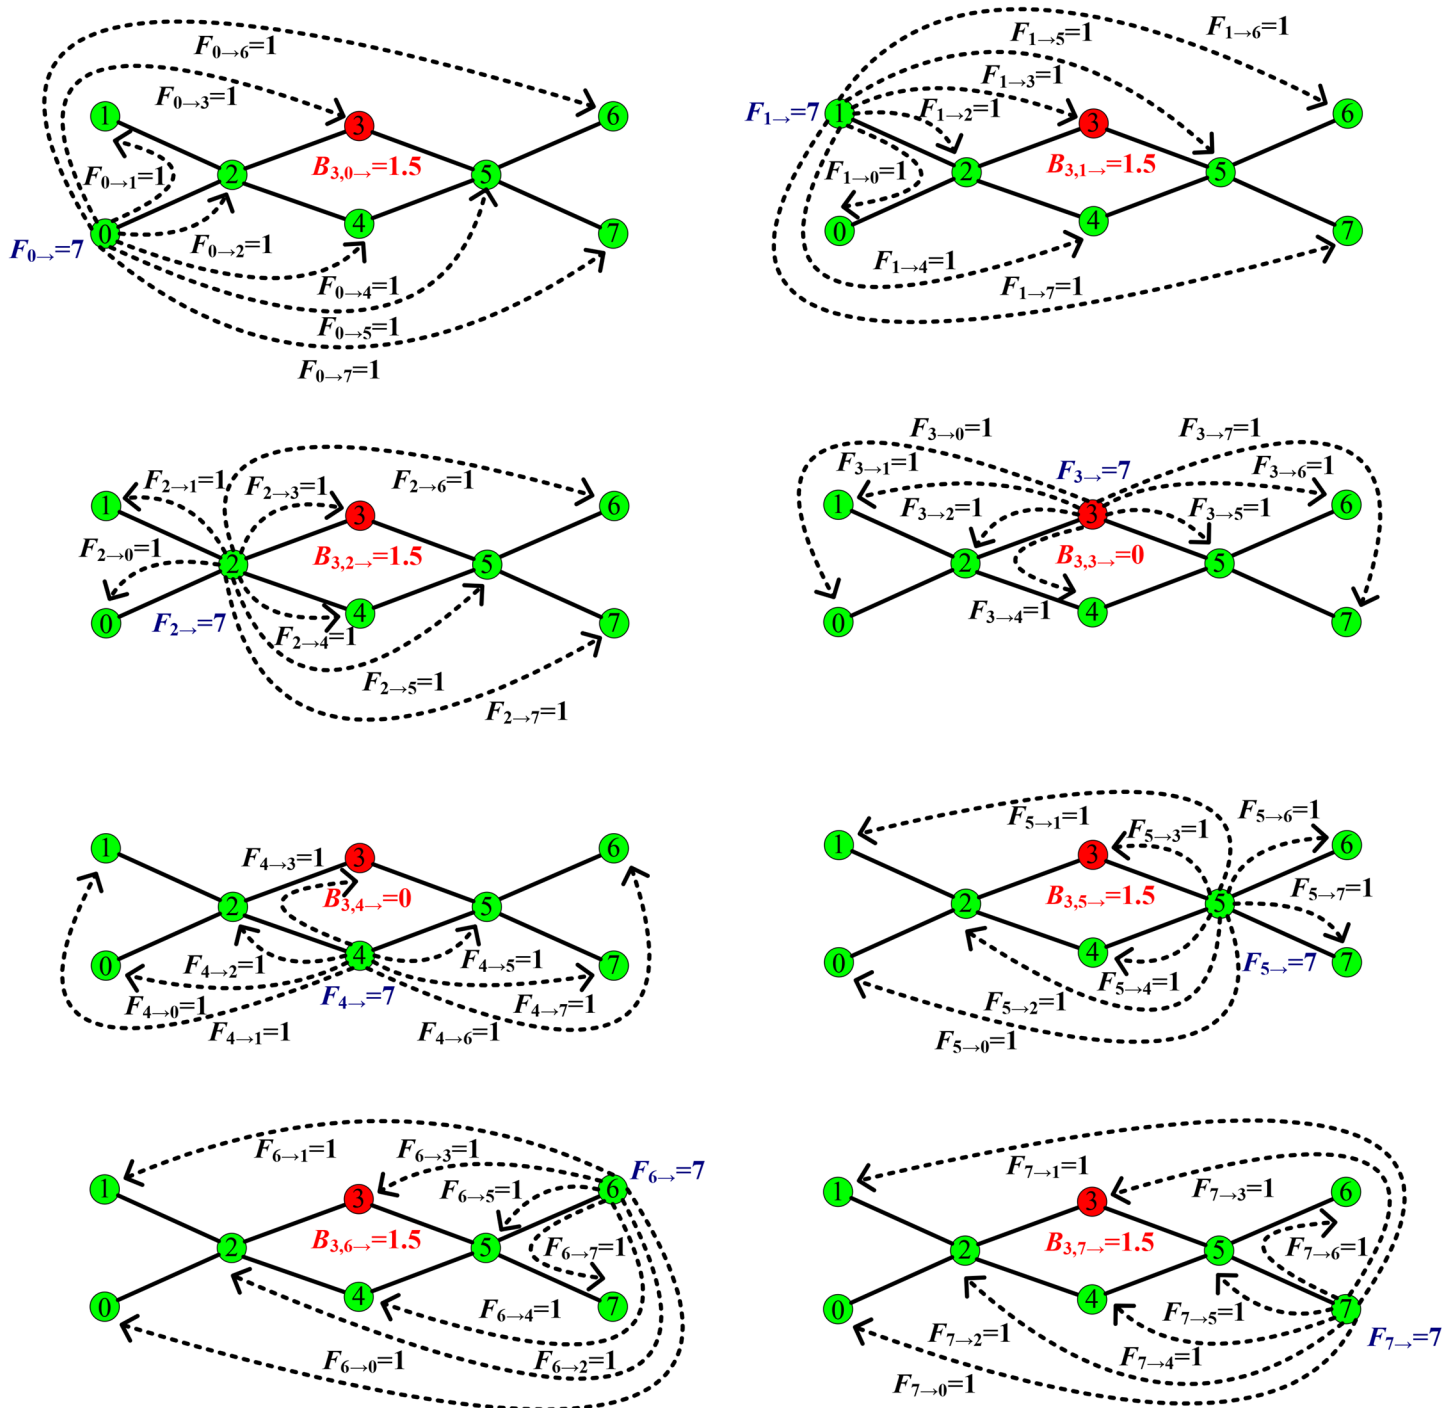 F0→6=1
F0→3=1
1
6
3
F0→1=1
2
B3,0→=1.5
5
4
0
7
F0→=7
F0→2=1
F0→4=1
F0→5=1
F0→7=1
F1→6=1
F1→5=1
F1→3=1
F1→2=1
F1→=7
1
6
3
F1→0=1
2
B3,1→=1.5
5
4
0
7
F1→4=1
F1→7=1
F2→1=1
F2→3=1
F2→6=1
1
6
3
F2→0=1
2
B3,2→=1.5
5
4
0
7
F2→=7
F2→4=1
F2→5=1
F2→7=1
F3→0=1
F3→7=1
F3→1=1
F3→=7
F3→6=1
1
6
3
F3→2=1
F3→5=1
2
B3,3→=0
5
F3→4=1
4
0
7
1
6
F4→3=1
3
B3,4→=0
2
5
4
0
7
F4→2=1
F4→5=1
F4→0=1
F4→=7
F4→7=1
F4→1=1
F4→6=1
F5→1=1
F5→3=1
F5→6=1
1
6
3
F5→7=1
2
B3,5→=1.5
5
4
0
7
F5→4=1
F5→=7
F5→2=1
F5→0=1
F6→1=1
F6→3=1
F6→=7
1
6
3
F6→5=1
2
B3,6→=1.5
5
F6→7=1
4
0
7
F6→4=1
F6→0=1
F6→2=1
F7→1=1
F7→3=1
1
6
3
2
B3,7→=1.5
5
F7→6=1
4
0
7
F7→5=1
F7→2=1
F7→=7
F7→4=1
F7→0=1